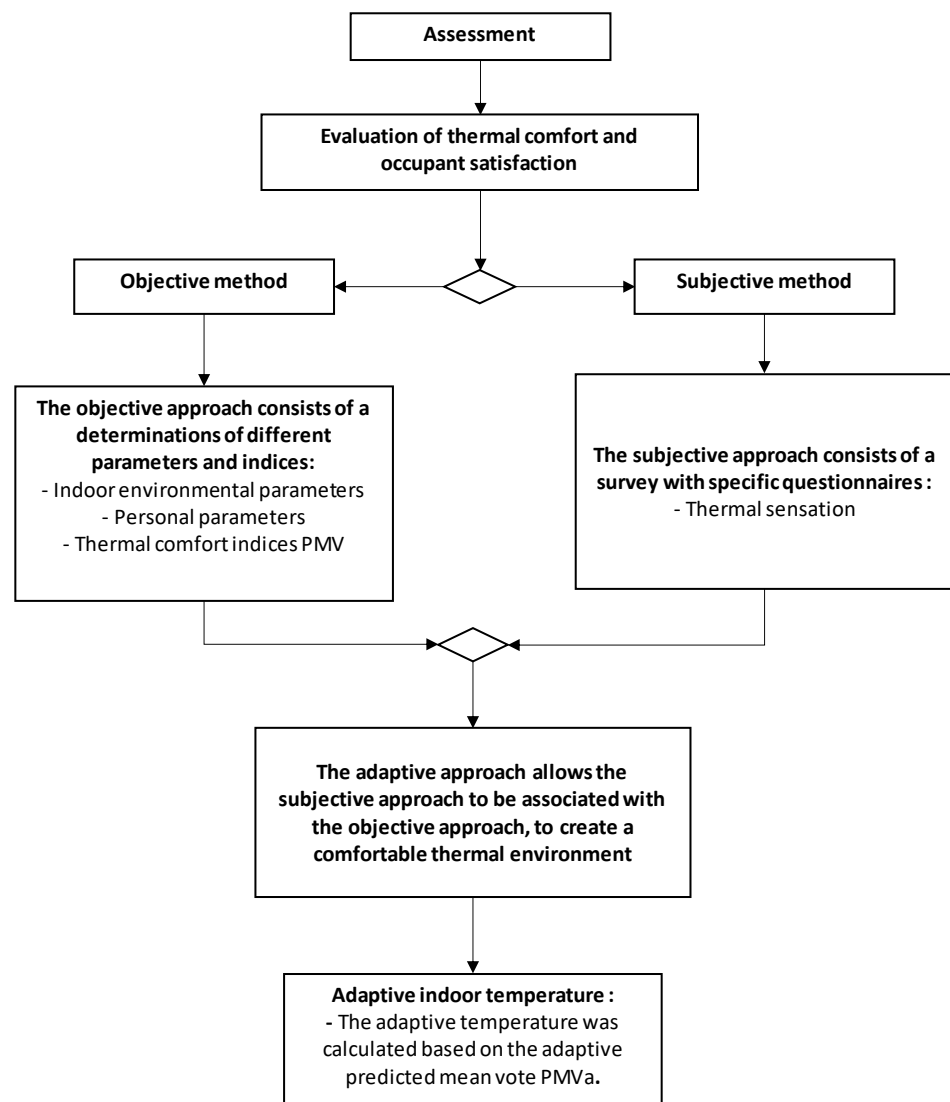 Assessment
Evaluation of thermal comfort and
occupant satisfaction
Objective method
Subjective method
The objective approach consists of a
determinations of different
parameters and indices:
- Indoor environmental parameters
- Personal parameters
- Thermal comfort indices PMV
The subjective approach consists of a
survey with specific questionnaires :
- Thermal sensation
The adaptive approach allows the
subjective approach to be associated with
the objective approach, to create a
comfortable thermal environment
Adaptive indoor temperature :
- The adaptive temperature was
calculated based on the adaptive
predicted mean vote PMVa.